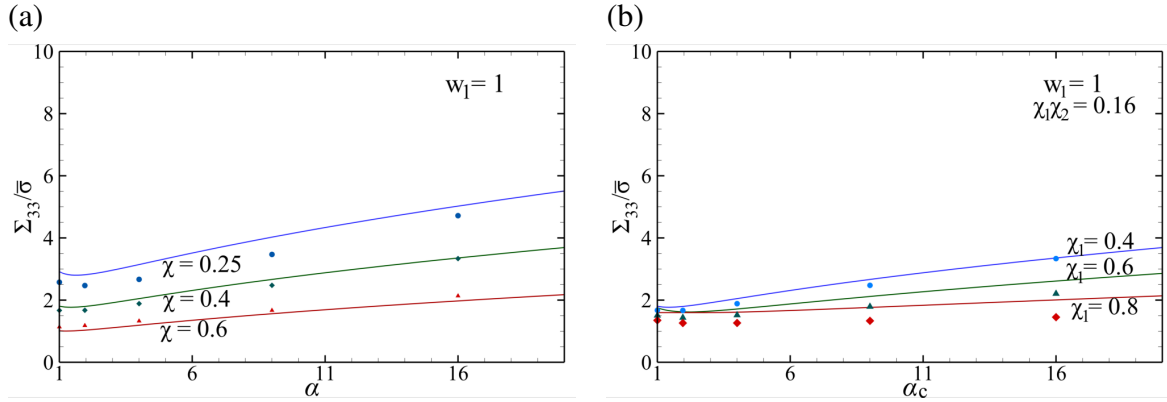 (a)
10
8
6
4
2
0
Σ33/σ̅
w₁= 1
χ = 0.25
χ = 0.4
χ = 0.6
1 6 11 16
α
(b)
10
8
6
4
2
0
Σ33/σ̅
w₁= 1
χ₁χ₂ = 0.16
χ₁= 0.4
χ₁= 0.6
χ₁= 0.8
1 6 11 16
αc